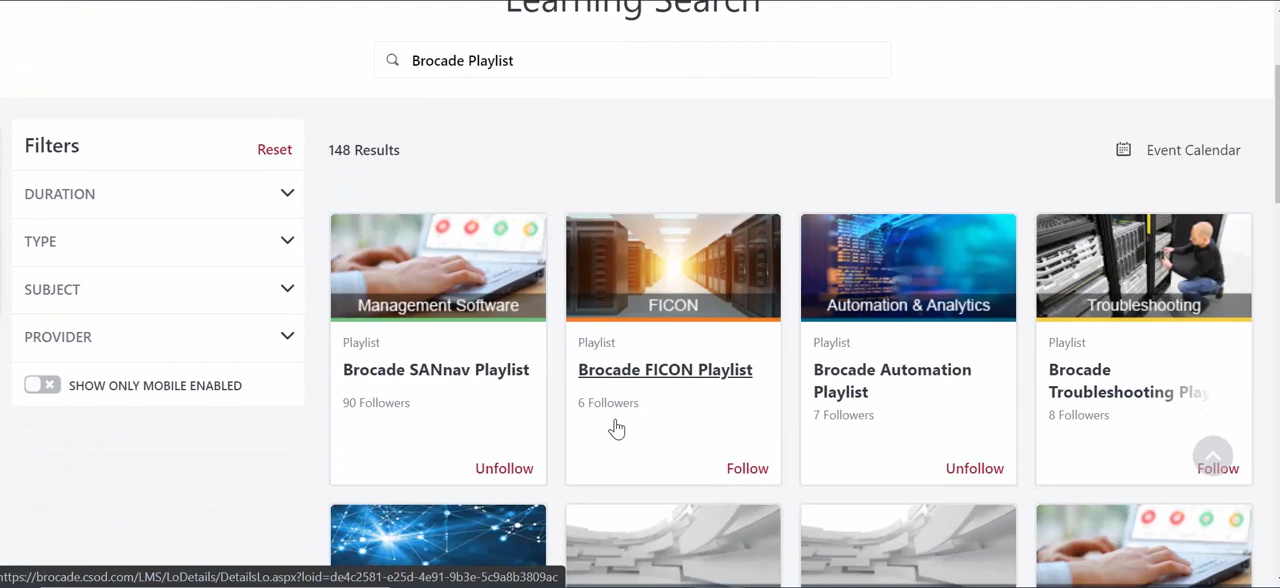 Learning Search
Brocade Playlist
Filters
Reset
DURATION
TYPE
SUBJECT
PROVIDER
SHOW ONLY MOBILE ENABLED
148 Results
Event Calendar
Management Software
Playlist
Brocade SANnav Playlist
90 Followers
Unfollow
FICON
Playlist
Brocade FICON Playlist
6 Followers
Follow
Automation & Analytics
Playlist
Brocade Automation
Playlist
7 Followers
Unfollow
Troubleshooting
Playlist
Brocade
Troubleshooting Play
8 Followers
Follow
https://brocade.csod.com/LMS/LoDetails/DetailsLo.aspx?loid=de4c2581-e25d-4e91-9b3e-5c9a8b3809ac